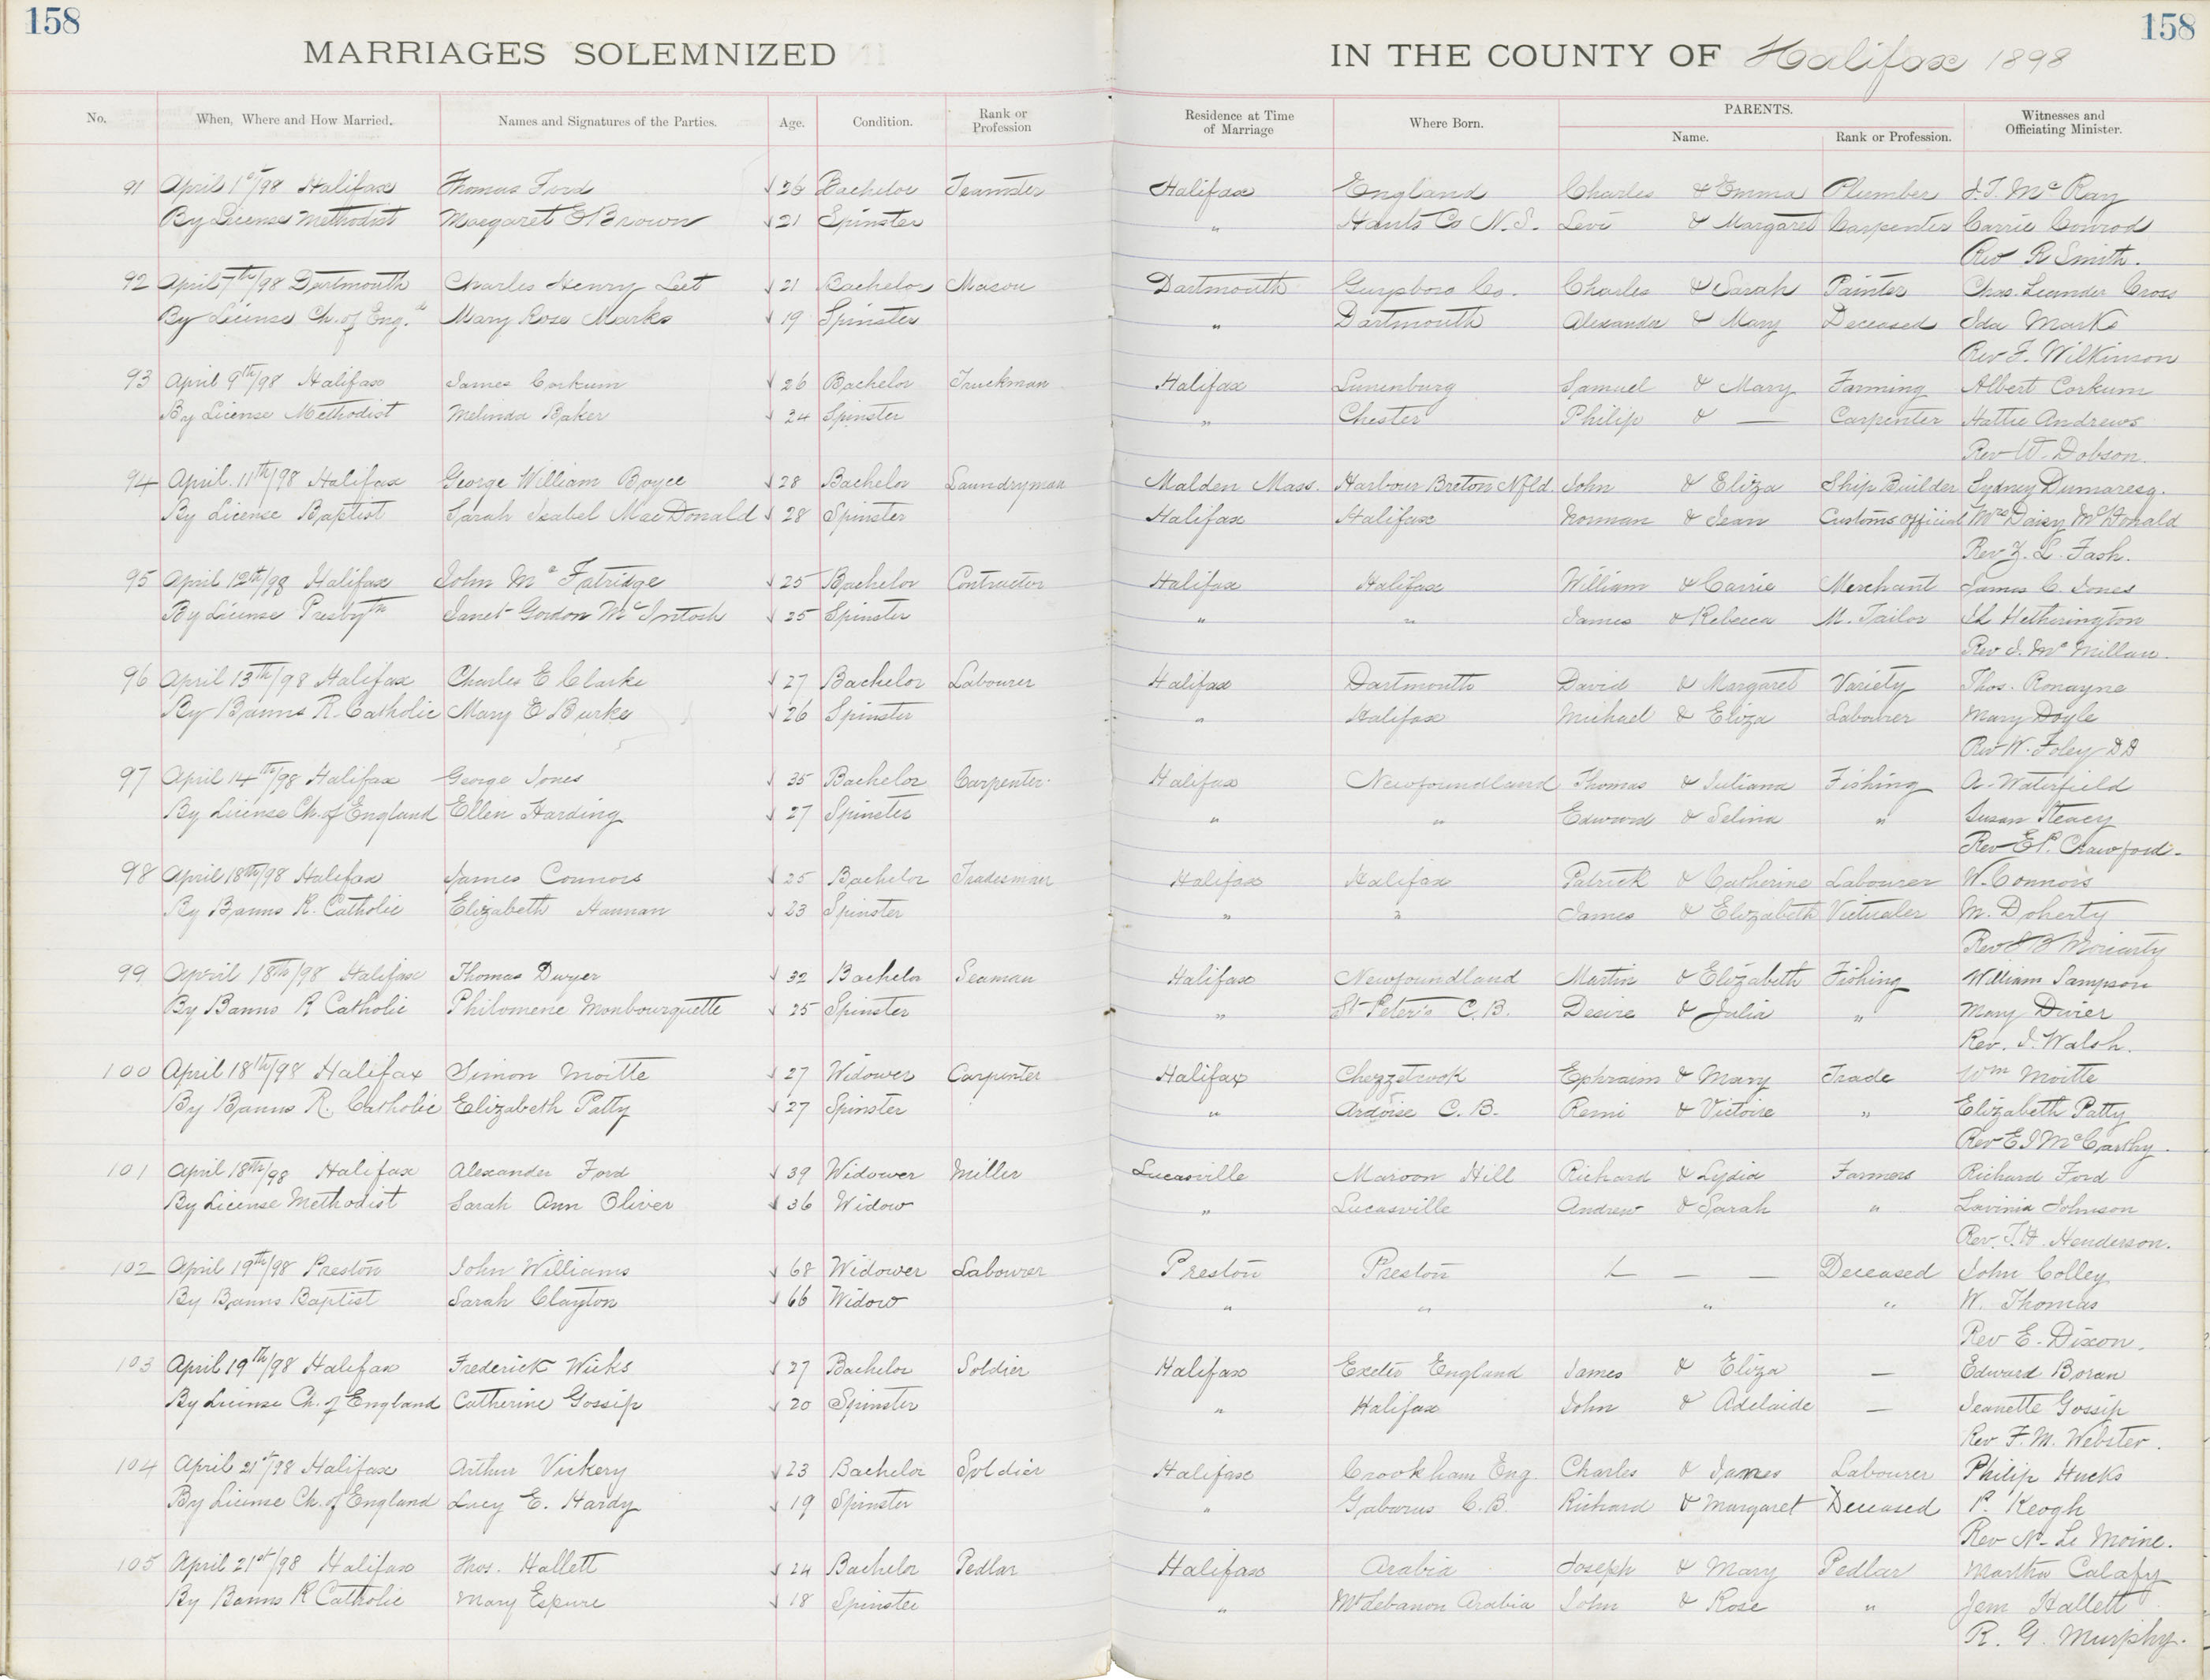 158 158
MARRIAGES SOLEMNIZED IN THE COUNTY OF Halifax 1898
No. When, Where and How Married. Names and Signatures of the Parties. Age. Condition. Rank or Profession Residence at Time of Marriage Where Born. PARENTS. Name. Rank or Profession. Witnesses and Officiating Minister.
91 April 1st/98 Halifax Thomas Ford 26 Bachelor Teamster Halifax England Charles & Emma Plumber J. T. Mc Ray
By License Methodist Margaret E Brown 21 Spinster " Hants Co N.S. Levi & Margaret Carpenter Carrie Conrod
Rev R Smith.
92 April 7th/98 Dartmouth Charles Henry Leet 21 Bachelor Mason Dartmouth Guysboro Co. Charles & Sarah Painter Chas. Leander Cross
By License Ch. of Eng.d Mary Rose Marks 19 Spinster " Dartmouth Alexander & Mary Deceased Ida Marks
Rev F. Wilkinson
93 April 9th/98 Halifax James Corkum 26 Bachelor Truckman Halifax Lunenburg Samuel & Mary Farming Albert Corkum
By License Methodist Melinda Baker 24 Spinster " Chester Philip & — Carpenter Hattie Andrews
Rev W. Dobson.
94 April. 11th/98 Halifax George William Boyce 28 Bachelor Laundryman Malden Mass. Harbour Breton Nfld. John & Eliza Ship Builder Sydney Dumaresq.
By License Baptist Sarah Isabel MacDonald 28 Spinster Halifax Halifax Norman & Jean Customs Official Mrs Daisy McDonald
Rev Z. L. Fash.
95 April 12th/98 Halifax John Mc Fatridge 25 Bachelor Contractor Halifax Halifax William & Carrie Merchant James C. Jones
By License Presbytn Janet Gordon McIntosh 25 Spinster " " James & Rebecca M. Tailor Hetherington
Rev J. Mc Millan.
96 April 13th/98 Halifax Charles E Clarke 27 Bachelor Labourer Halifax Dartmouth David & Margaret Variety Thos. Ronayne
By Banns R. Catholic Mary E Burke 26 Spinster " Halifax Michael & Eliza Labourer Mary Doyle
Rev W. Foley DD
97 April 14th/98 Halifax George Jones 35 Bachelor Carpenter. Halifax Newfoundland Thomas & Juliana Fishing A. Waterfield
By License Ch. of England Ellen Harding 27 Spinster " " Edward & Selina " Susan Steacy
Rev E P. Crawford.
98 April 18th/98 Halifax James Connors 25 Bachelor Tradesman Halifax Halifax Patrick & Catherine Labourer W. Connors
By Banns R. Catholic Elizabeth Hannan 23 Spinster " " James & Elizabeth Victualer M. Doherty
Rev Moriarty
99 April 18th/98 Halifax Thomas Dwyer 32 Bachelor Seaman Halifax Newfoundland Martin & Elizabeth Fishing William Sampson
By Banns R Catholic Philomene Monbourquette 25 Spinster " St Peter's C.B. Desire & Julia " Mary Divier
Rev. J. Walsh.
100 April 18th/98 Halifax Simon Moitte 27 Widower Carpenter Halifax Chezzetcook Ephraim & Mary Trade Wm Moitte
By Banns R. Catholic Elizabeth Patty 27 Spinster " Ardoise C.B. Remi & Victoire " Elizabeth Patty
Rev E J McCarthy.
101 April 18th/98 Halifax Alexander Ford 39 Widower Miller Lucasville Maroon Hill Richard & Lydia Farmers Richard Ford
By License Methodist Sarah Ann Oliver 36 Widow " Lucasville Andrew & Sarah " Lavinia Johnson
Rev. J. H. Henderson.
102 April 19th/98 Preston John Williams 68 Widower Labourer Preston Preston — — — Deceased John Colley
By Banns Baptist Sarah Clayton 66 Widow " " " " W. Thomas
Rev E. Dixon.
103 April 19th/98 Halifax Frederick Wicks 27 Bachelor Soldier Halifax Exeter England James & Eliza — Edward Boran
By License Ch. of England Catherine Gossip 20 Spinster " Halifax John & Adelaide — Jeanette Gossip
Rev F. M. Webster.
104 April 21st/98 Halifax Arthur Vickery 23 Bachelor Soldier Halifax Crookham Eng. Charles & James Labourer Philip Hucks
By License Ch. of England Lucy E. Hardy 19 Spinster " Gabarus C.B. Richard & Margaret Deceased P. Keogh
Rev N. Le Moine.
105 April 21st/98 Halifax Thos. Hallett 24 Bachelor Pedlar Halifax Arabia Joseph & Mary Pedlar Martha Calafy
By Banns R Catholic Mary Espure 18 Spinster " Mt Lebanon Arabia John & Rose " Jem Hallett
R. G. Murphy.